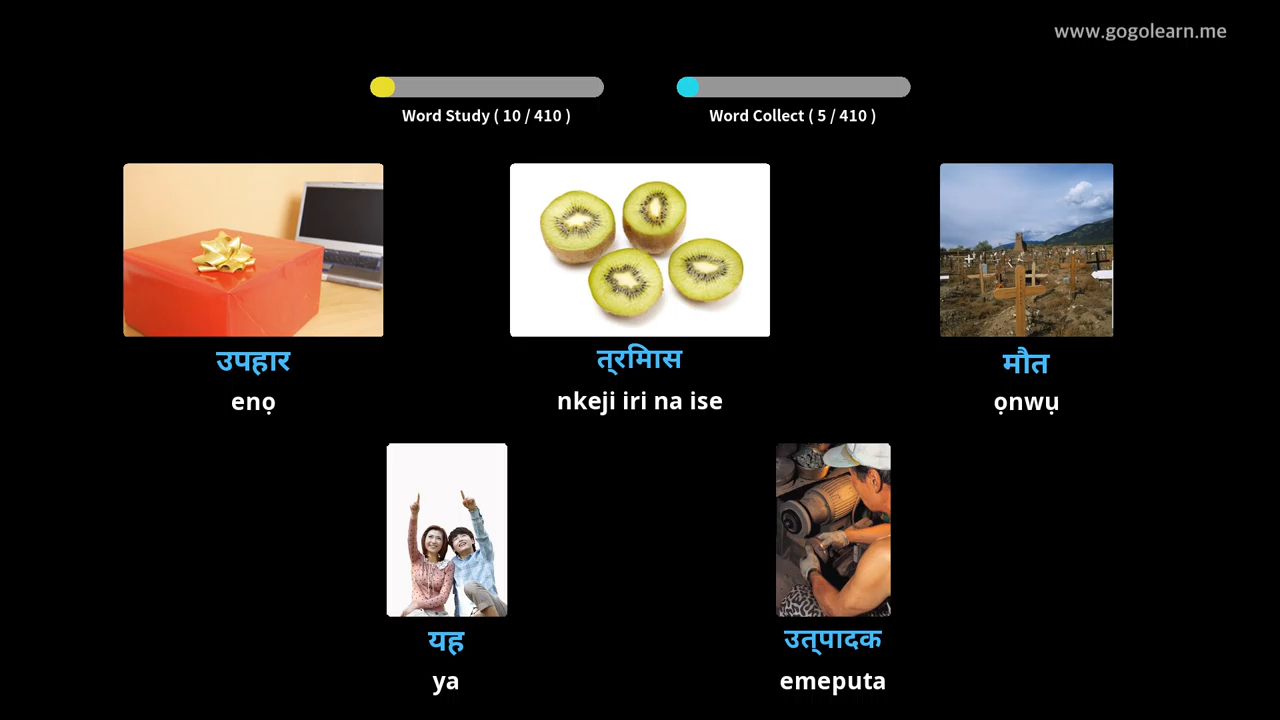 www.gogolearn.me
Word Study ( 10 / 410 )
Word Collect ( 5 / 410 )
उपहार
enọ
त्रमािस
nkeji iri na ise
मौत
ọnwụ
यह
ya
उत्पादक
emeputa